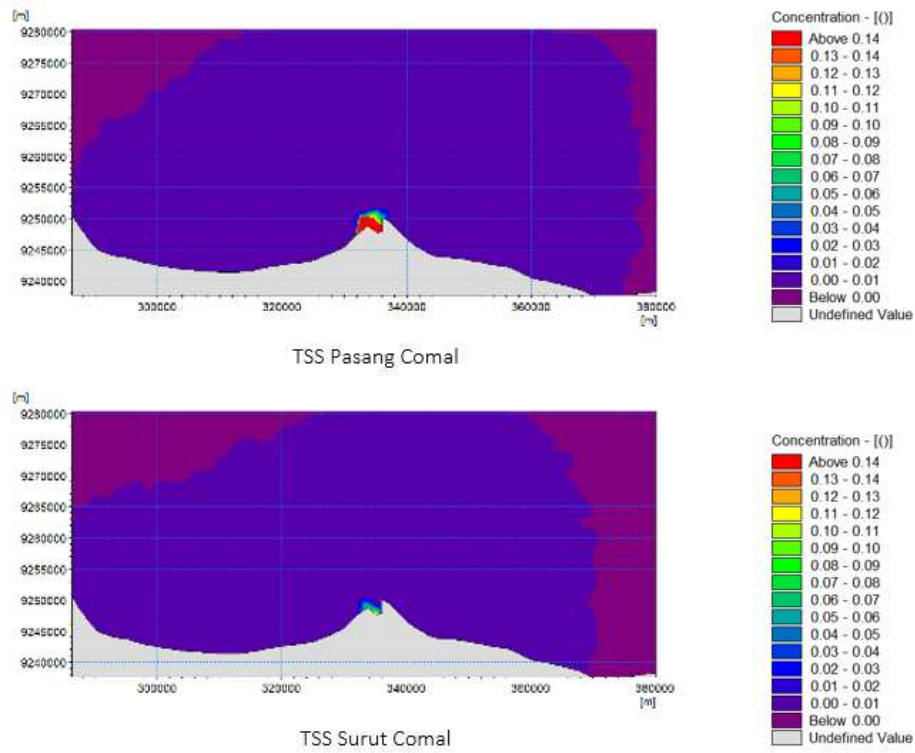 [m]
9280000
9275000
9270000
9265000
9260000
9255000
9250000
9245000
9240000
300000 320000 340000 360000 380000
[m]
Concentration - [()]
Above 0.14
0.13 - 0.14
0.12 - 0.13
0.11 - 0.12
0.10 - 0.11
0.09 - 0.10
0.08 - 0.09
0.07 - 0.08
0.06 - 0.07
0.05 - 0.06
0.04 - 0.05
0.03 - 0.04
0.02 - 0.03
0.01 - 0.02
0.00 - 0.01
Below 0.00
Undefined Value
TSS Pasang Comal
[m]
9280000
9275000
9270000
9265000
9260000
9255000
9250000
9245000
9240000
300000 320000 340000 360000 380000
[m]
Concentration - [()]
Above 0.14
0.13 - 0.14
0.12 - 0.13
0.11 - 0.12
0.10 - 0.11
0.09 - 0.10
0.08 - 0.09
0.07 - 0.08
0.06 - 0.07
0.05 - 0.06
0.04 - 0.05
0.03 - 0.04
0.02 - 0.03
0.01 - 0.02
0.00 - 0.01
Below 0.00
Undefined Value
TSS Surut Comal